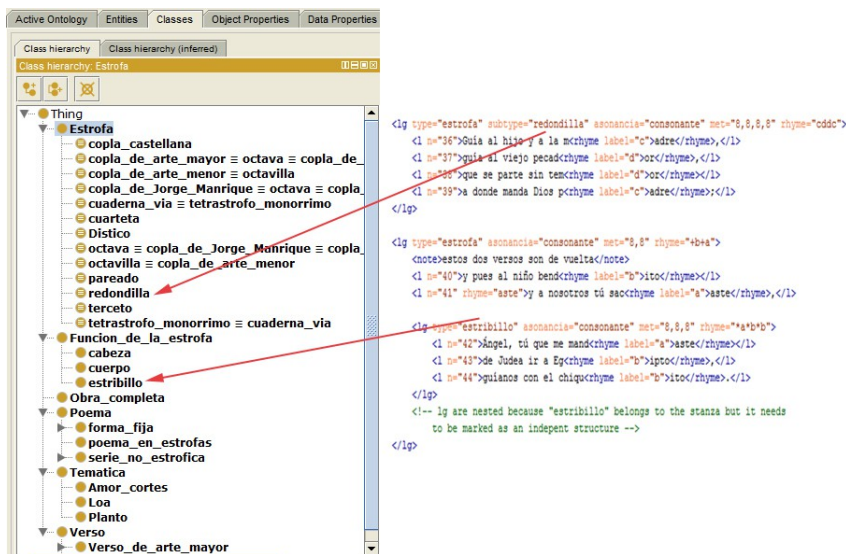 Active Ontology Entities Classes Object Properties Data Properties
Class hierarchy Class hierarchy (inferred)
Class hierarchy: Estrofa
Thing
Estrofa
copla_castellana
copla_de_arte_mayor ≡ octava ≡ copla_de_
copla_de_arte_menor ≡ octavilla
copla_de_Jorge_Manrique ≡ octava ≡ copla_
cuaderna_via ≡ tetrastrofo_monorrimo
cuarteta
Distico
octava ≡ copla_de_Jorge_Manrique ≡ copla_
octavilla ≡ copla_de_arte_menor
pareado
redondilla
terceto
tetrastrofo_monorrimo ≡ cuaderna_via
Funcion_de_la_estrofa
cabeza
cuerpo
estribillo
Obra_completa
Poema
forma_fija
poema_en_estrofas
serie_no_estrofica
Tematica
Amor_cortes
Loa
Planto
Verso
Verso_de_arte_mayor
<lg type="estrofa" subtype="redondilla" asonancia="consonante" met="8,8,8,8" rhyme="cddc">
<l n="36">Guía al hijo y a la m<rhyme label="c">adre</rhyme>,</l>
<l n="37">guía al viejo pecad<rhyme label="d">or</rhyme>,</l>
<l n="38">que se parte sin tem<rhyme label="d">or</rhyme></l>
<l n="39">a donde manda Dios p<rhyme label="c">adre</rhyme>;</l>
</lg>
<lg type="estrofa" asonancia="consonante" met="8,8" rhyme="+b+a">
<note>estos dos versos son de vuelta</note>
<l n="40">y pues al niño bend<rhyme label="b">ito</rhyme></l>
<l n="41" rhyme="aste">y a nosotros tú sac<rhyme label="a">aste</rhyme>,</l>
<lg type="estribillo" asonancia="consonante" met="8,8,8" rhyme="*a*b*b">
<l n="42">Ángel, tú que me mand<rhyme label="a">aste</rhyme></l>
<l n="43">de Judea ir a Eg<rhyme label="b">ipto</rhyme>,</l>
<l n="44">guíanos con el chiqu<rhyme label="b">ito</rhyme>.</l>
</lg>
<!-- lg are nested because "estribillo" belongs to the stanza but it needs
to be marked as an indepent structure -->
</lg>